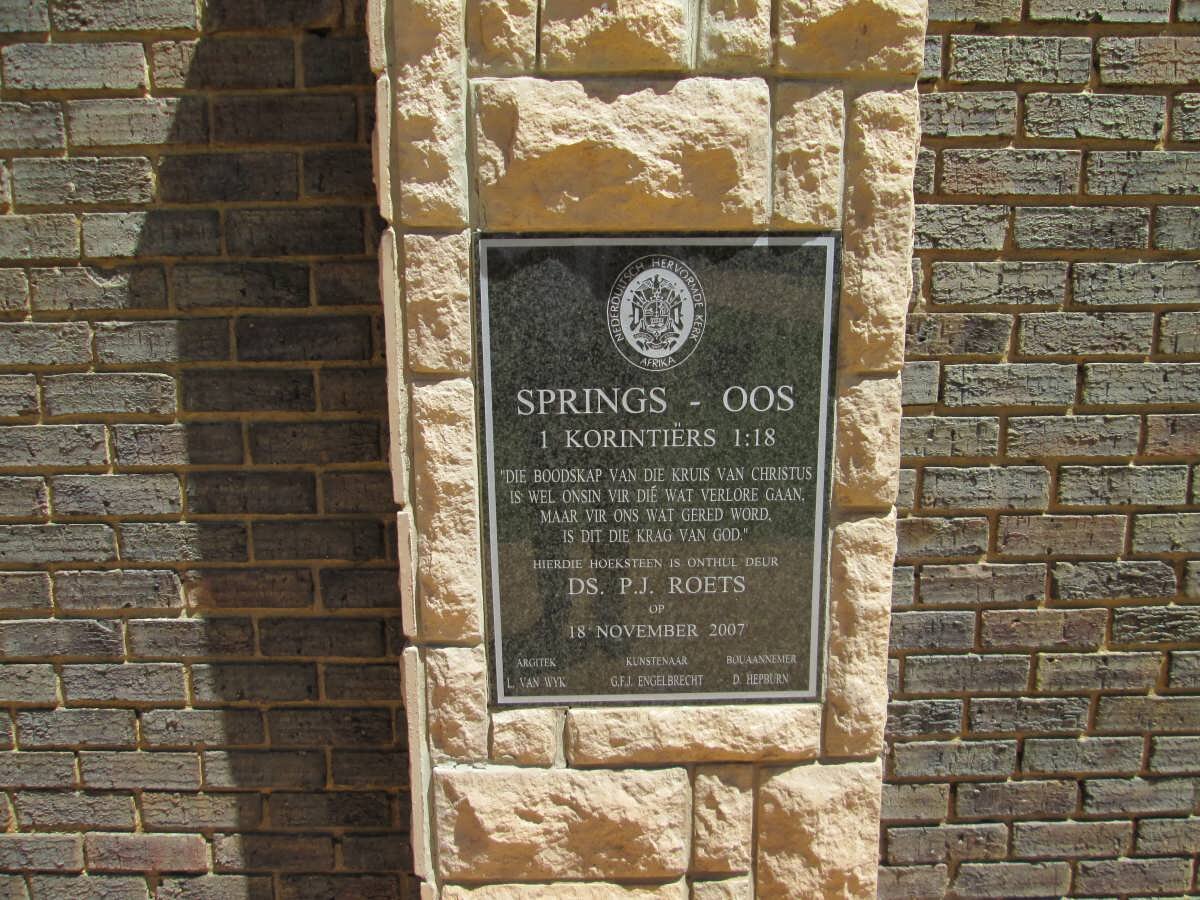 NEDERDUITSCH HERVORMDE KERK
AFRIKA
SPRINGS - OOS
1 KORINTIËRS 1:18
"DIE BOODSKAP VAN DIE KRUIS VAN CHRISTUS
IS WEL ONSIN VIR DIÉ WAT VERLORE GAAN,
MAAR VIR ONS WAT GERED WORD,
IS DIT DIE KRAG VAN GOD."
HIERDIE HOEKSTEEN IS ONTHUL DEUR
DS. P.J. ROETS
OP
18 NOVEMBER 2007
ARGITEK KUNSTENAAR BOUAANNEMER
L. VAN WYK G.F.J. ENGELBRECHT D. HEPBURN